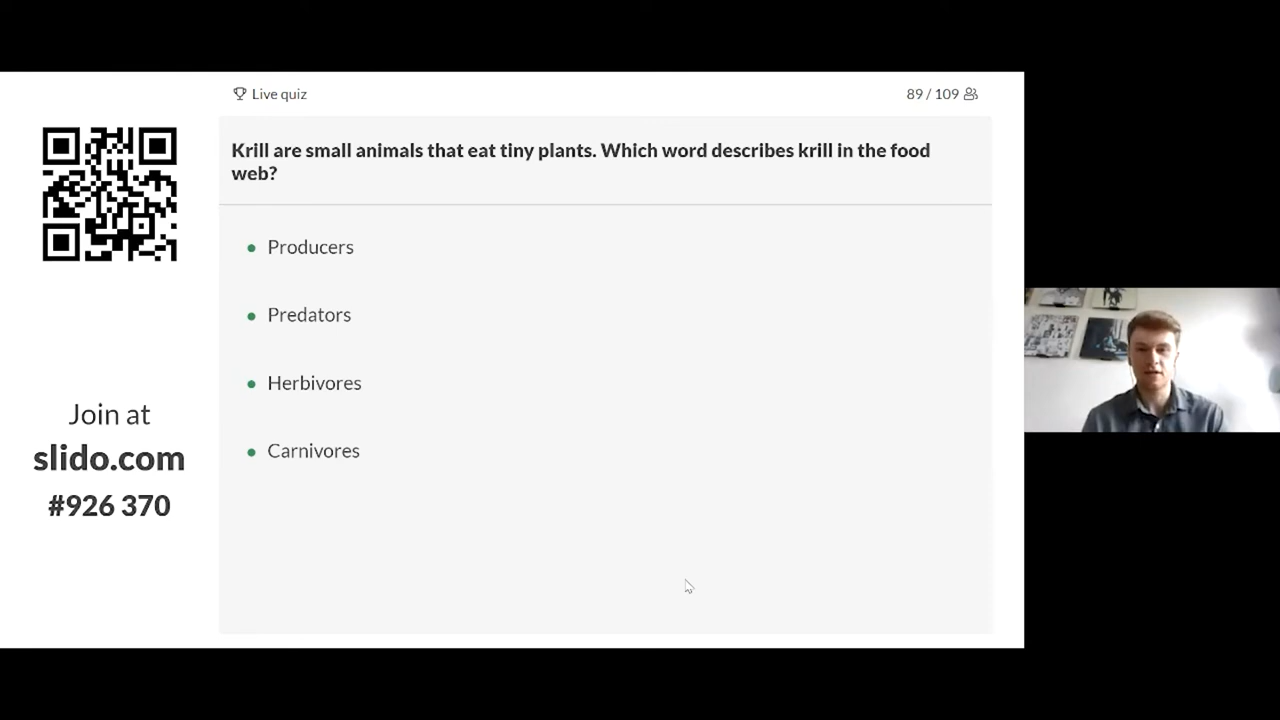 Live quiz
89 / 109
Krill are small animals that eat tiny plants. Which word describes krill in the food
web?
Producers
Predators
Herbivores
Carnivores
Join at
slido.com
#926 370